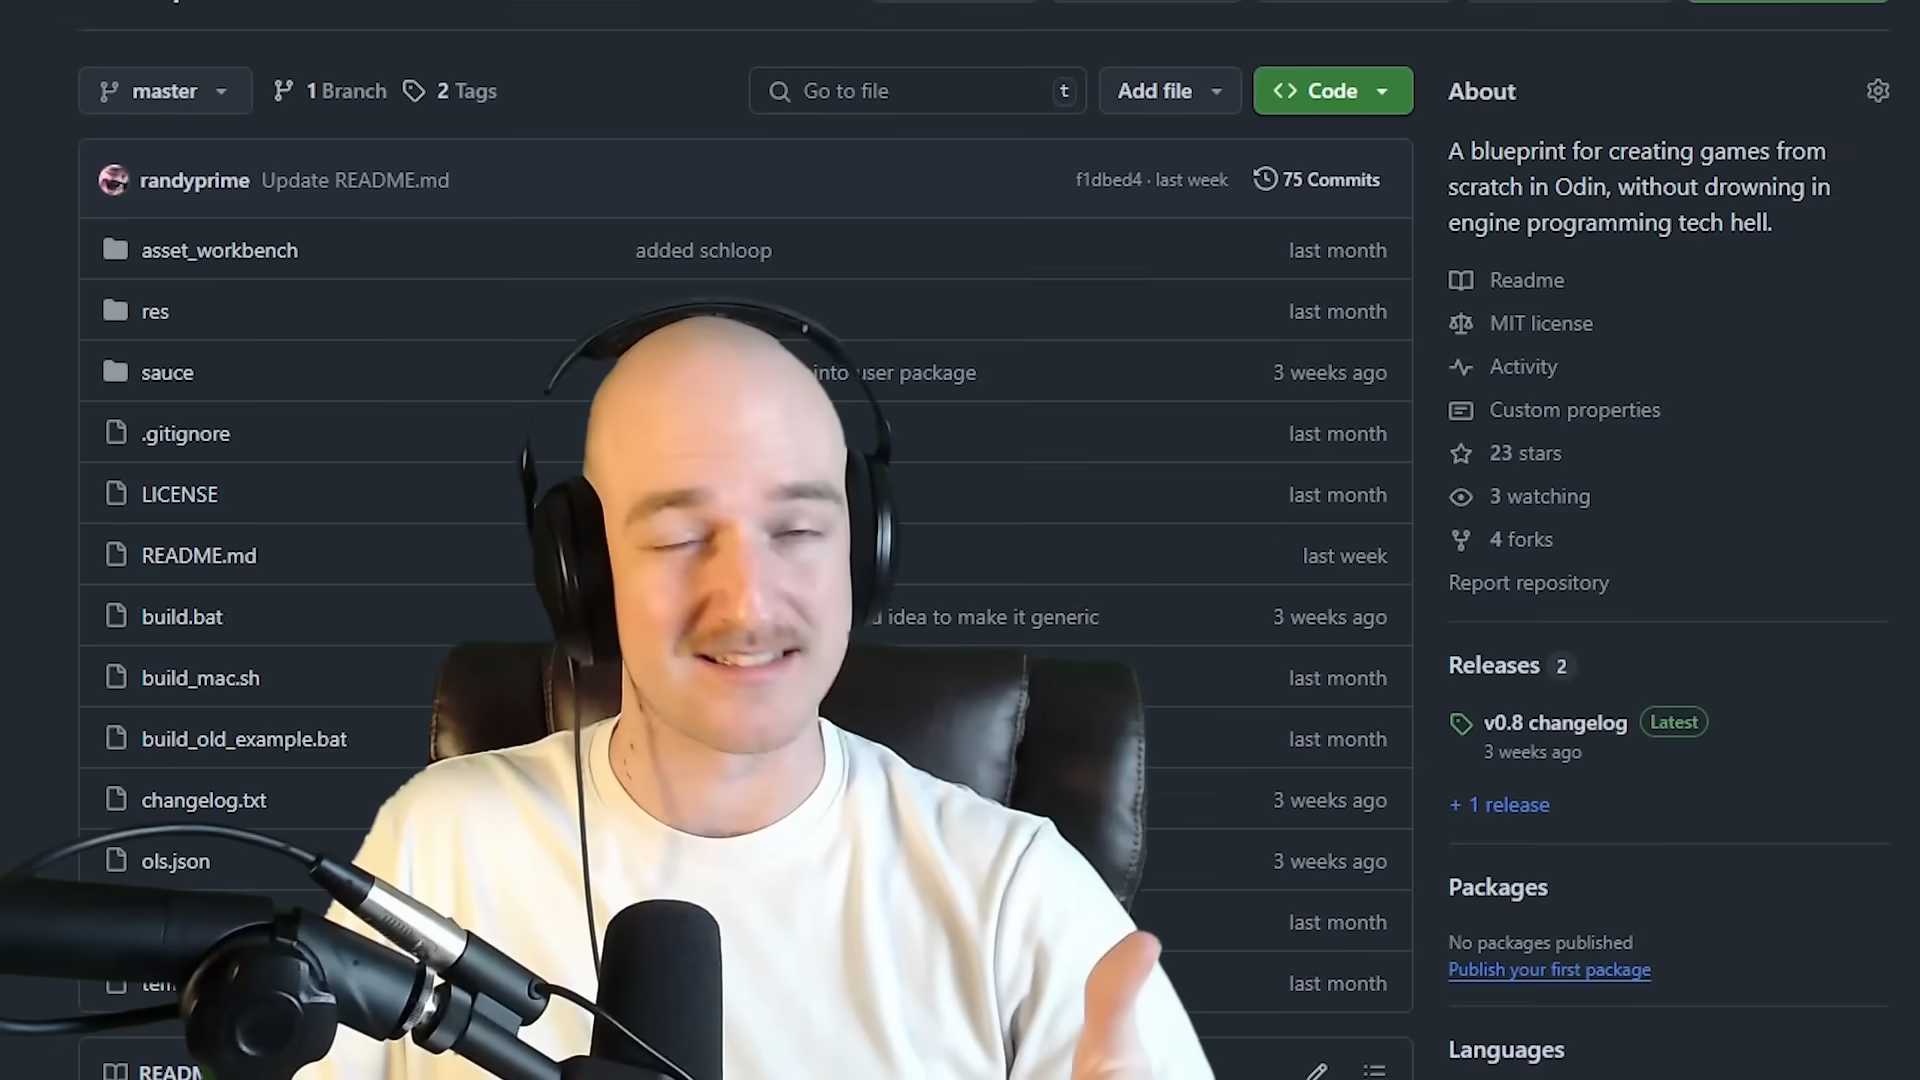 master
1 Branch
2 Tags
Go to file
t
Add file
Code
About
A blueprint for creating games from
scratch in Odin, without drowning in
engine programming tech hell.
randyprime Update README.md
f1dbed4 · last week
75 Commits
asset_workbench added schloop last month
res last month
sauce into user package 3 weeks ago
.gitignore last month
LICENSE last month
README.md last week
build.bat idea to make it generic 3 weeks ago
build_mac.sh last month
build_old_example.bat last month
changelog.txt 3 weeks ago
ols.json 3 weeks ago
last month
last month
Readme
MIT license
Activity
Custom properties
23 stars
3 watching
4 forks
Report repository
Releases 2
v0.8 changelog Latest
3 weeks ago
+ 1 release
Packages
No packages published
Publish your first package
Languages